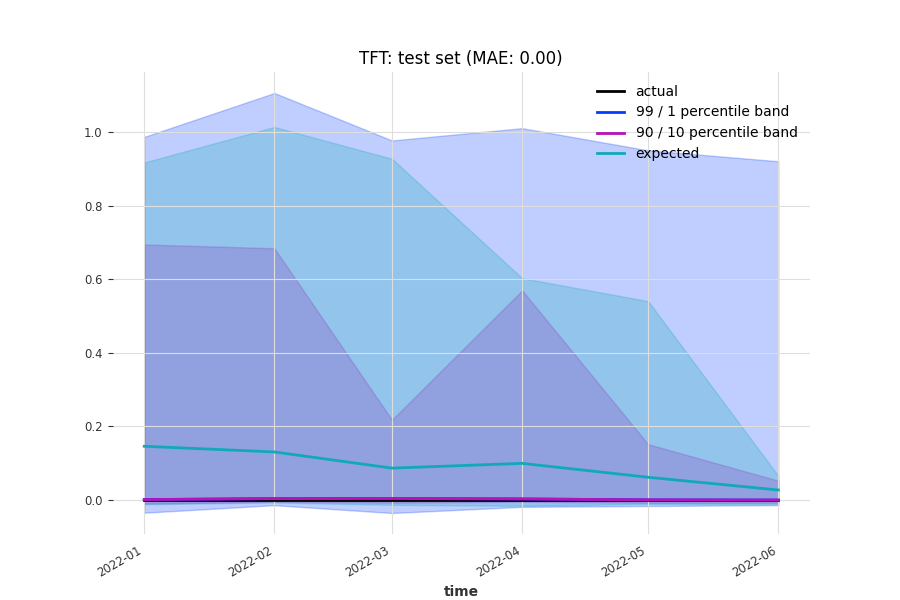 TFT: test set (MAE: 0.00)
actual
99 / 1 percentile band
90 / 10 percentile band
expected
1.0
0.8
0.6
0.4
0.2
0.0
2022-01
2022-02
2022-03
2022-04
2022-05
2022-06
time